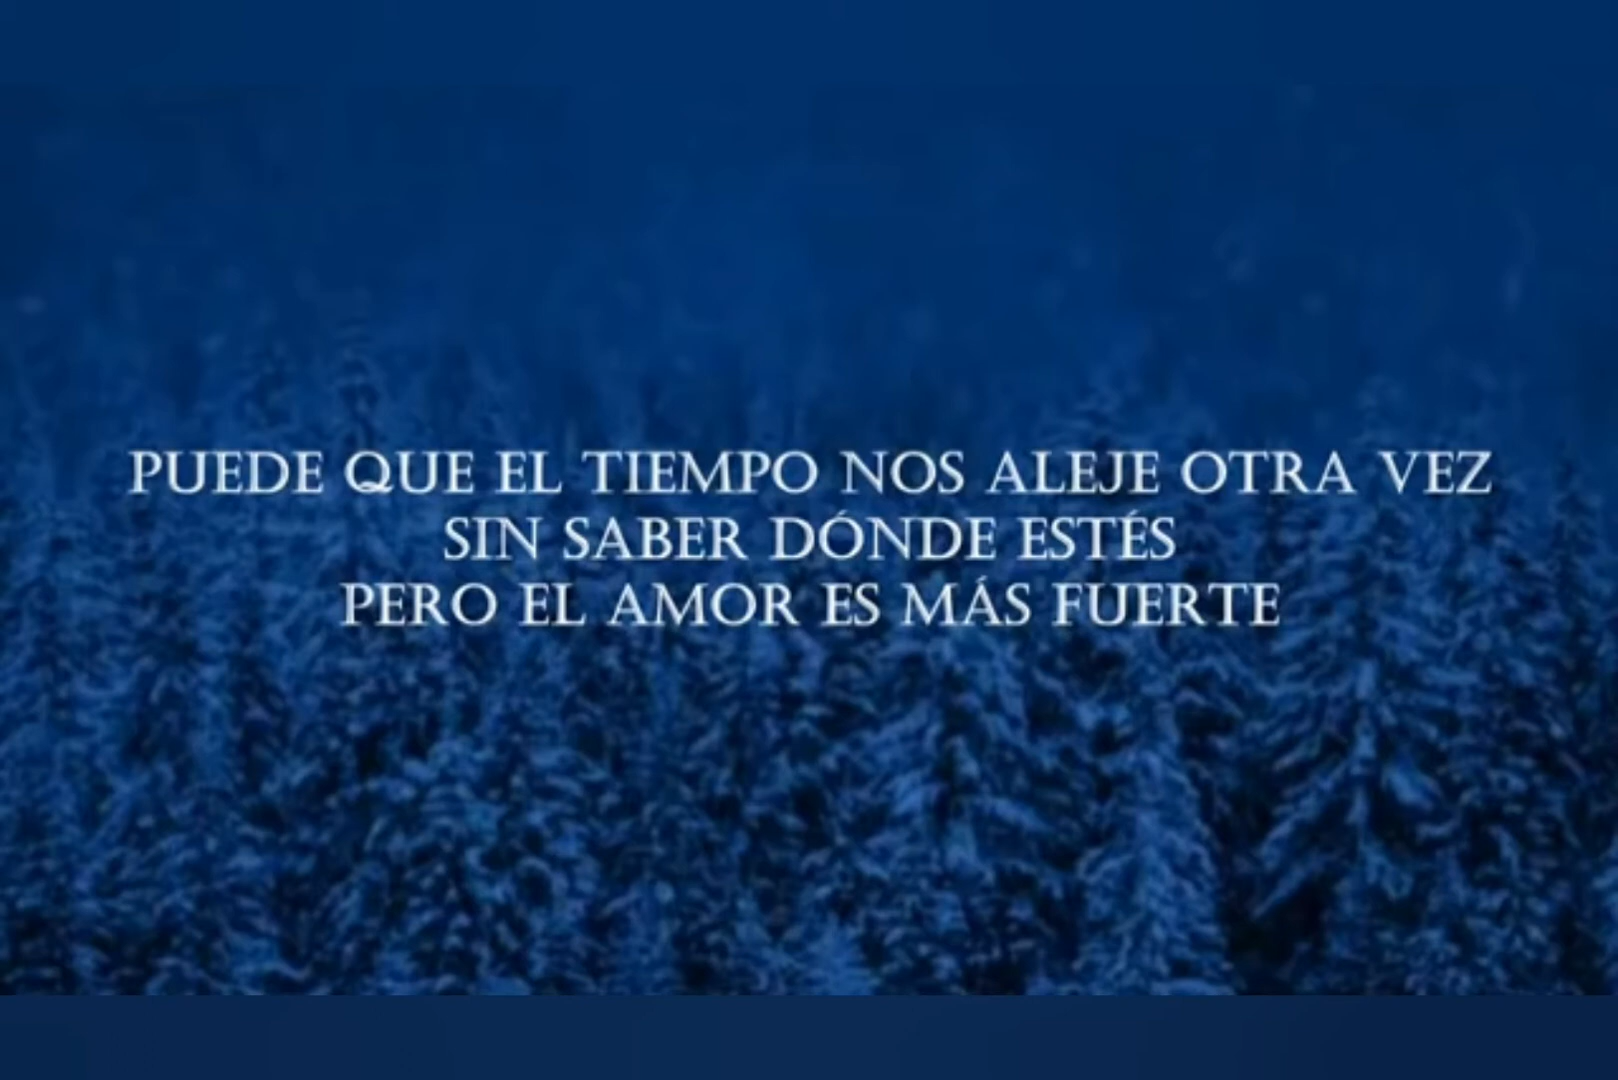 PUEDE QUE EL TIEMPO NOS ALEJE OTRA VEZ
SIN SABER DÓNDE ESTÉS
PERO EL AMOR ES MÁS FUERTE